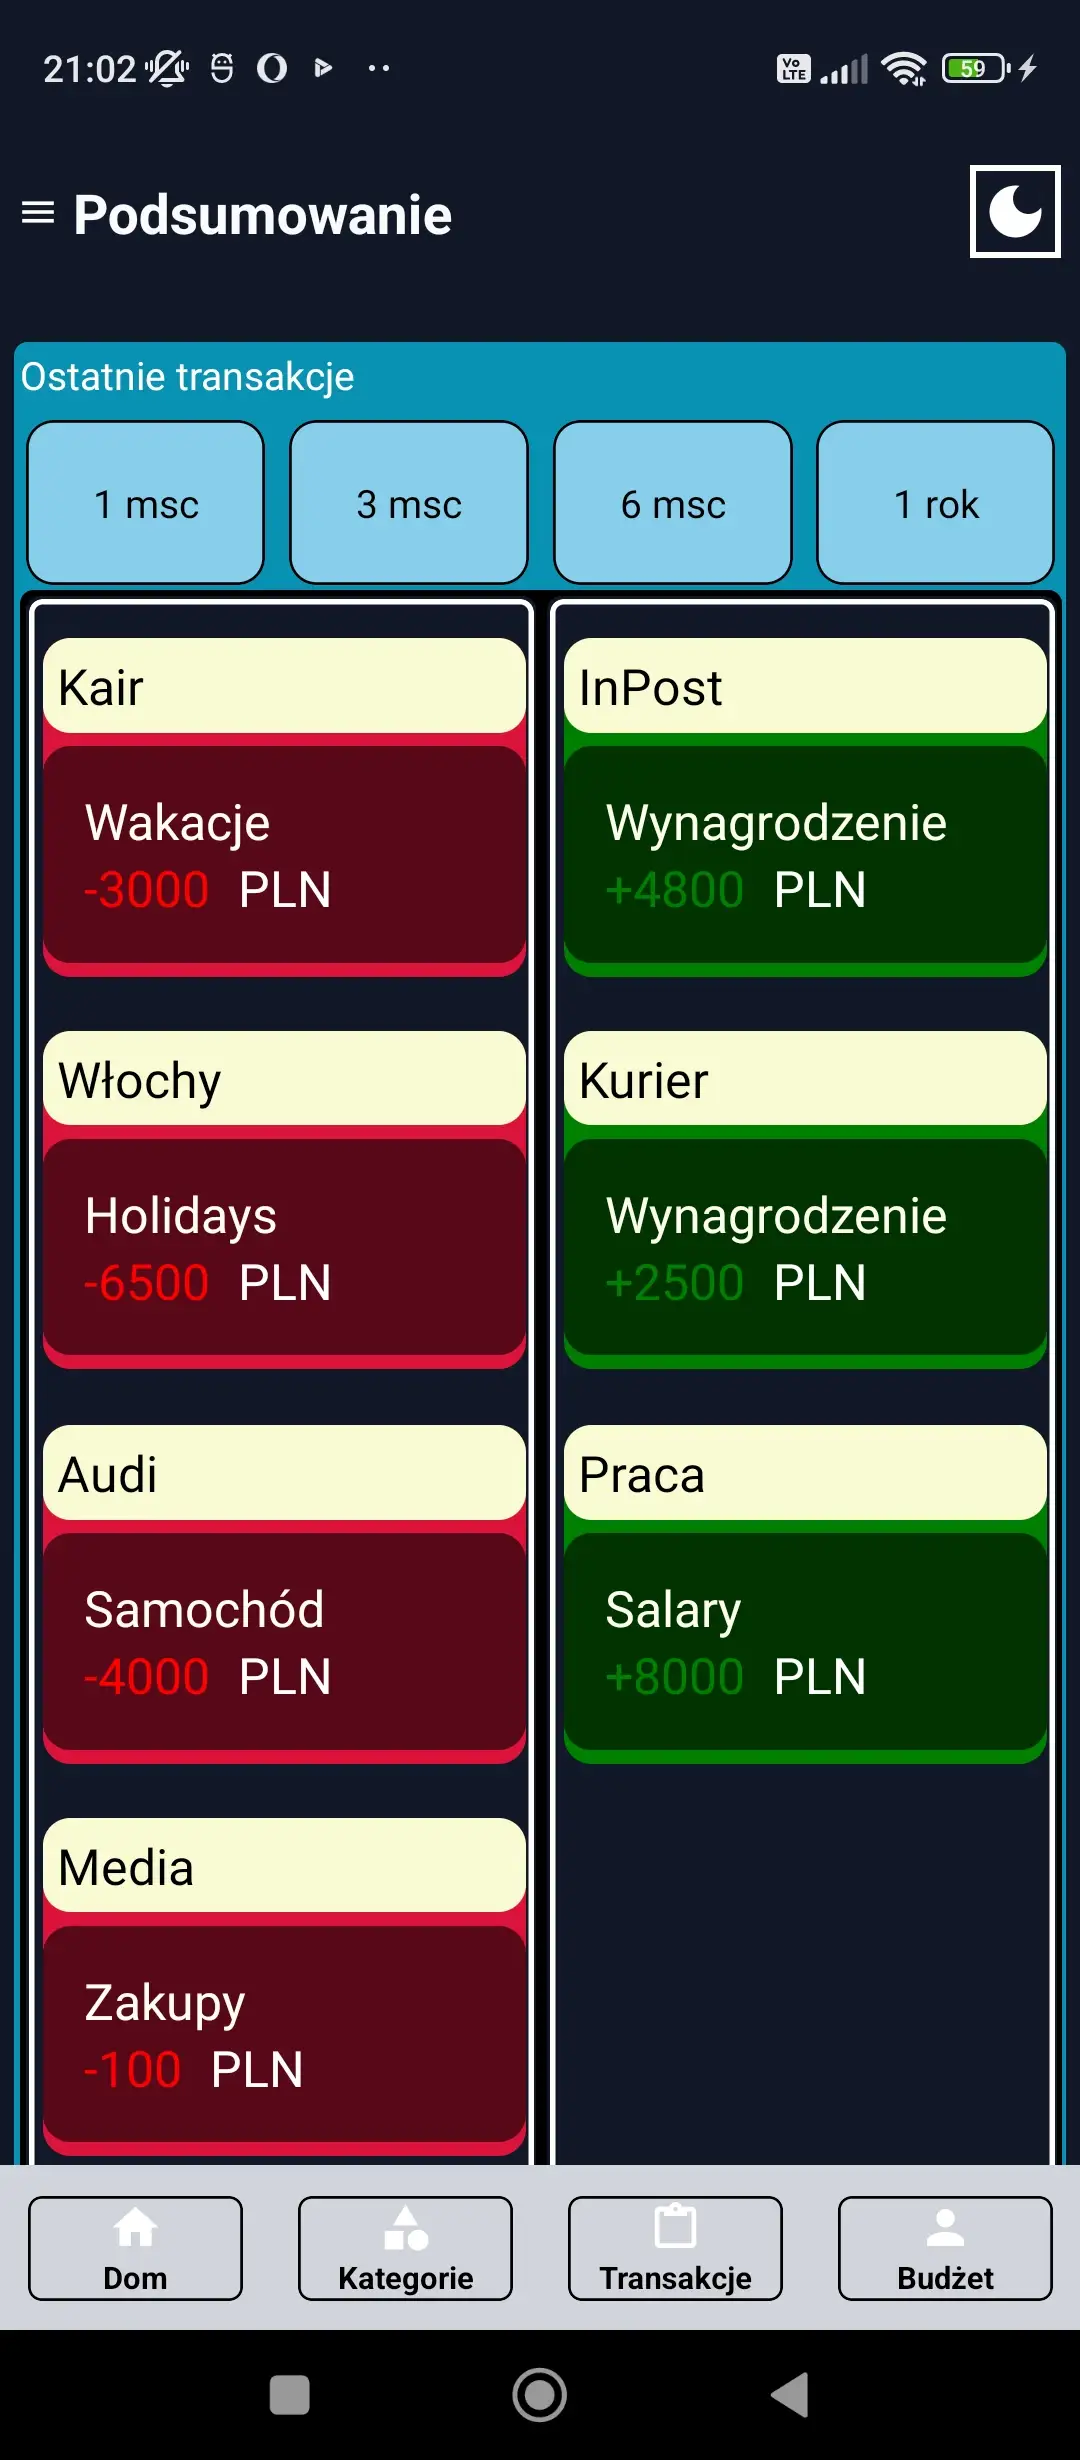 21:02
Vo LTE
59
Podsumowanie
Ostatnie transakcje
1 msc
3 msc
6 msc
1 rok
Kair
Wakacje
-3000 PLN
Włochy
Holidays
-6500 PLN
Audi
Samochód
-4000 PLN
Media
Zakupy
-100 PLN
InPost
Wynagrodzenie
+4800 PLN
Kurier
Wynagrodzenie
+2500 PLN
Praca
Salary
+8000 PLN
Dom
Kategorie
Transakcje
Budżet